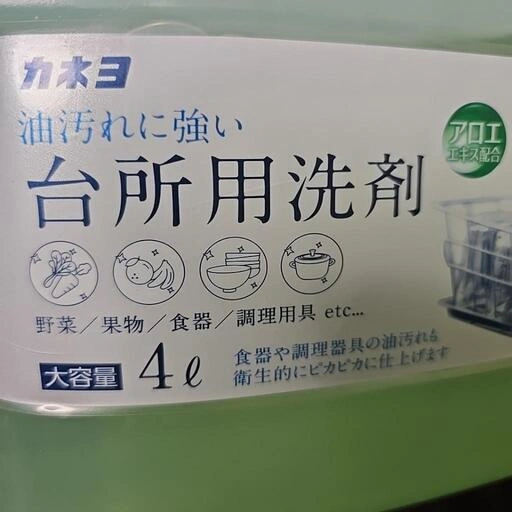 カネヨ
油汚れに強い
アロエ
エキス配合
台所用洗剤
野菜／果物／食器／調理用具 etc...
大容量 4ℓ
食器や調理器具の油汚れも
衛生的にピカピカに仕上げます